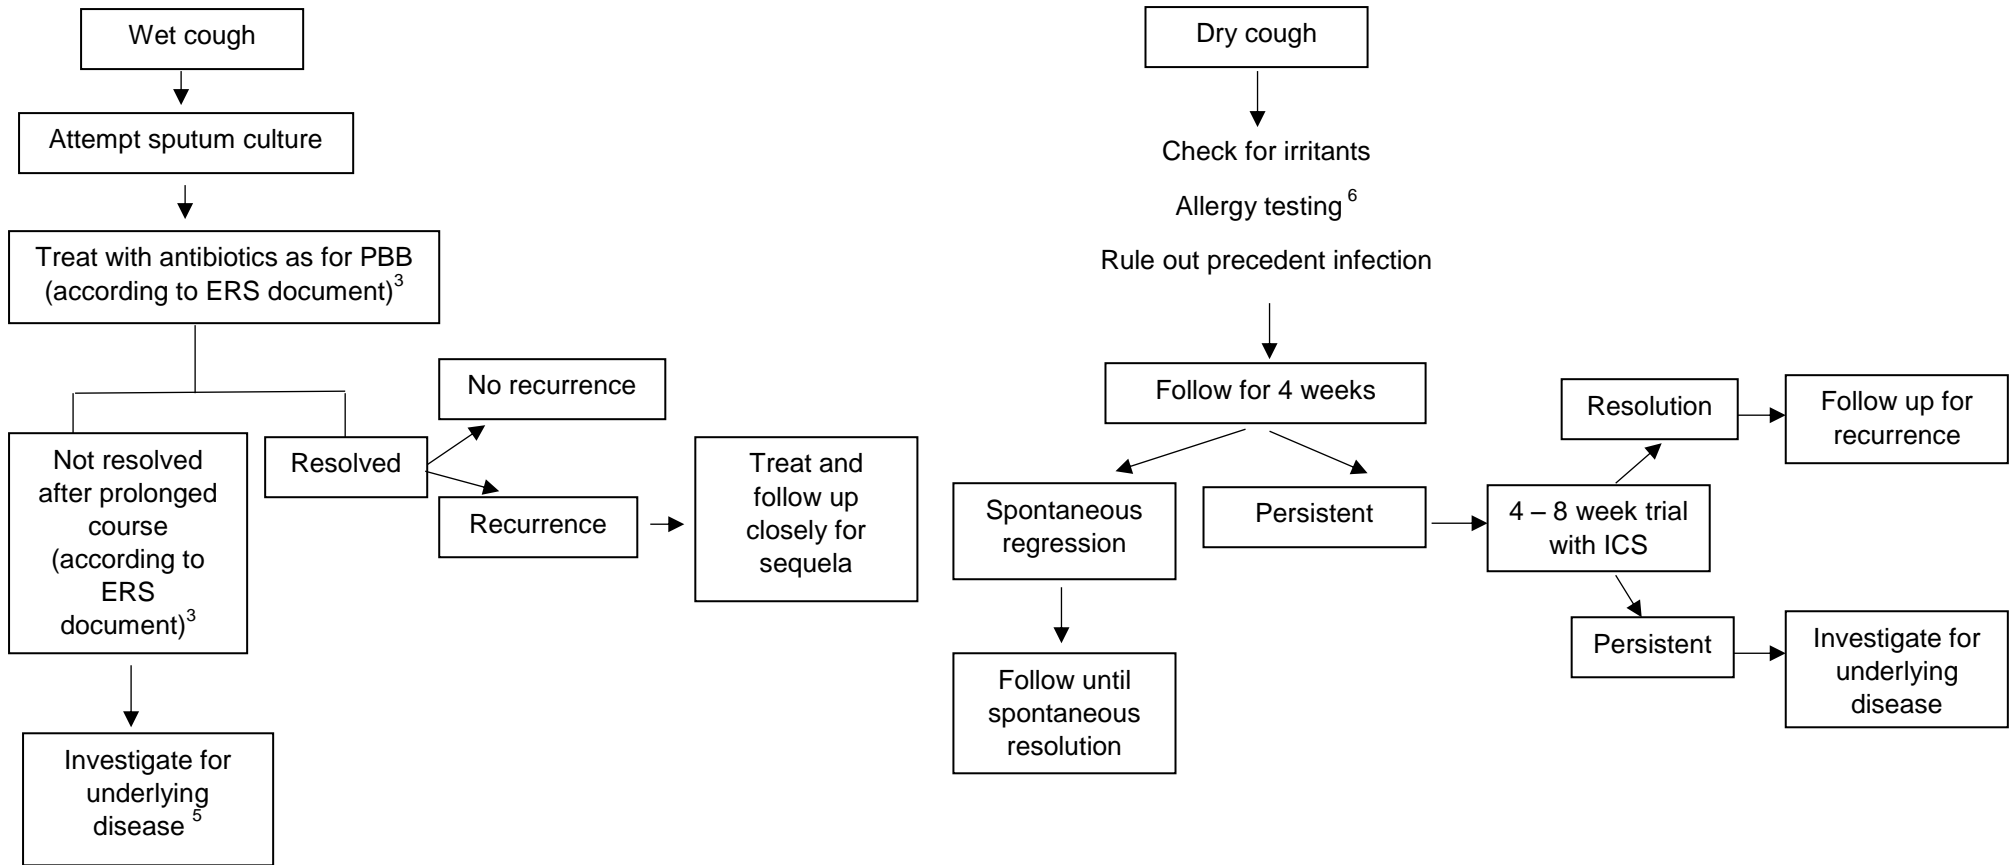 Wet cough
Attempt sputum culture
Treat with antibiotics as for PBB
(according to ERS document)3
Not resolved
after prolonged
course
(according to
ERS
document)3
Investigate for
underlying
disease 5
Resolved
No recurrence
Recurrence
Treat and
follow up
closely for
sequela
Dry cough
Check for irritants
Allergy testing 6
Rule out precedent infection
Follow for 4 weeks
Spontaneous
regression
Follow until
spontaneous
resolution
Persistent
4 – 8 week trial
with ICS
Resolution
Follow up for
recurrence
Persistent
Investigate for
underlying
disease